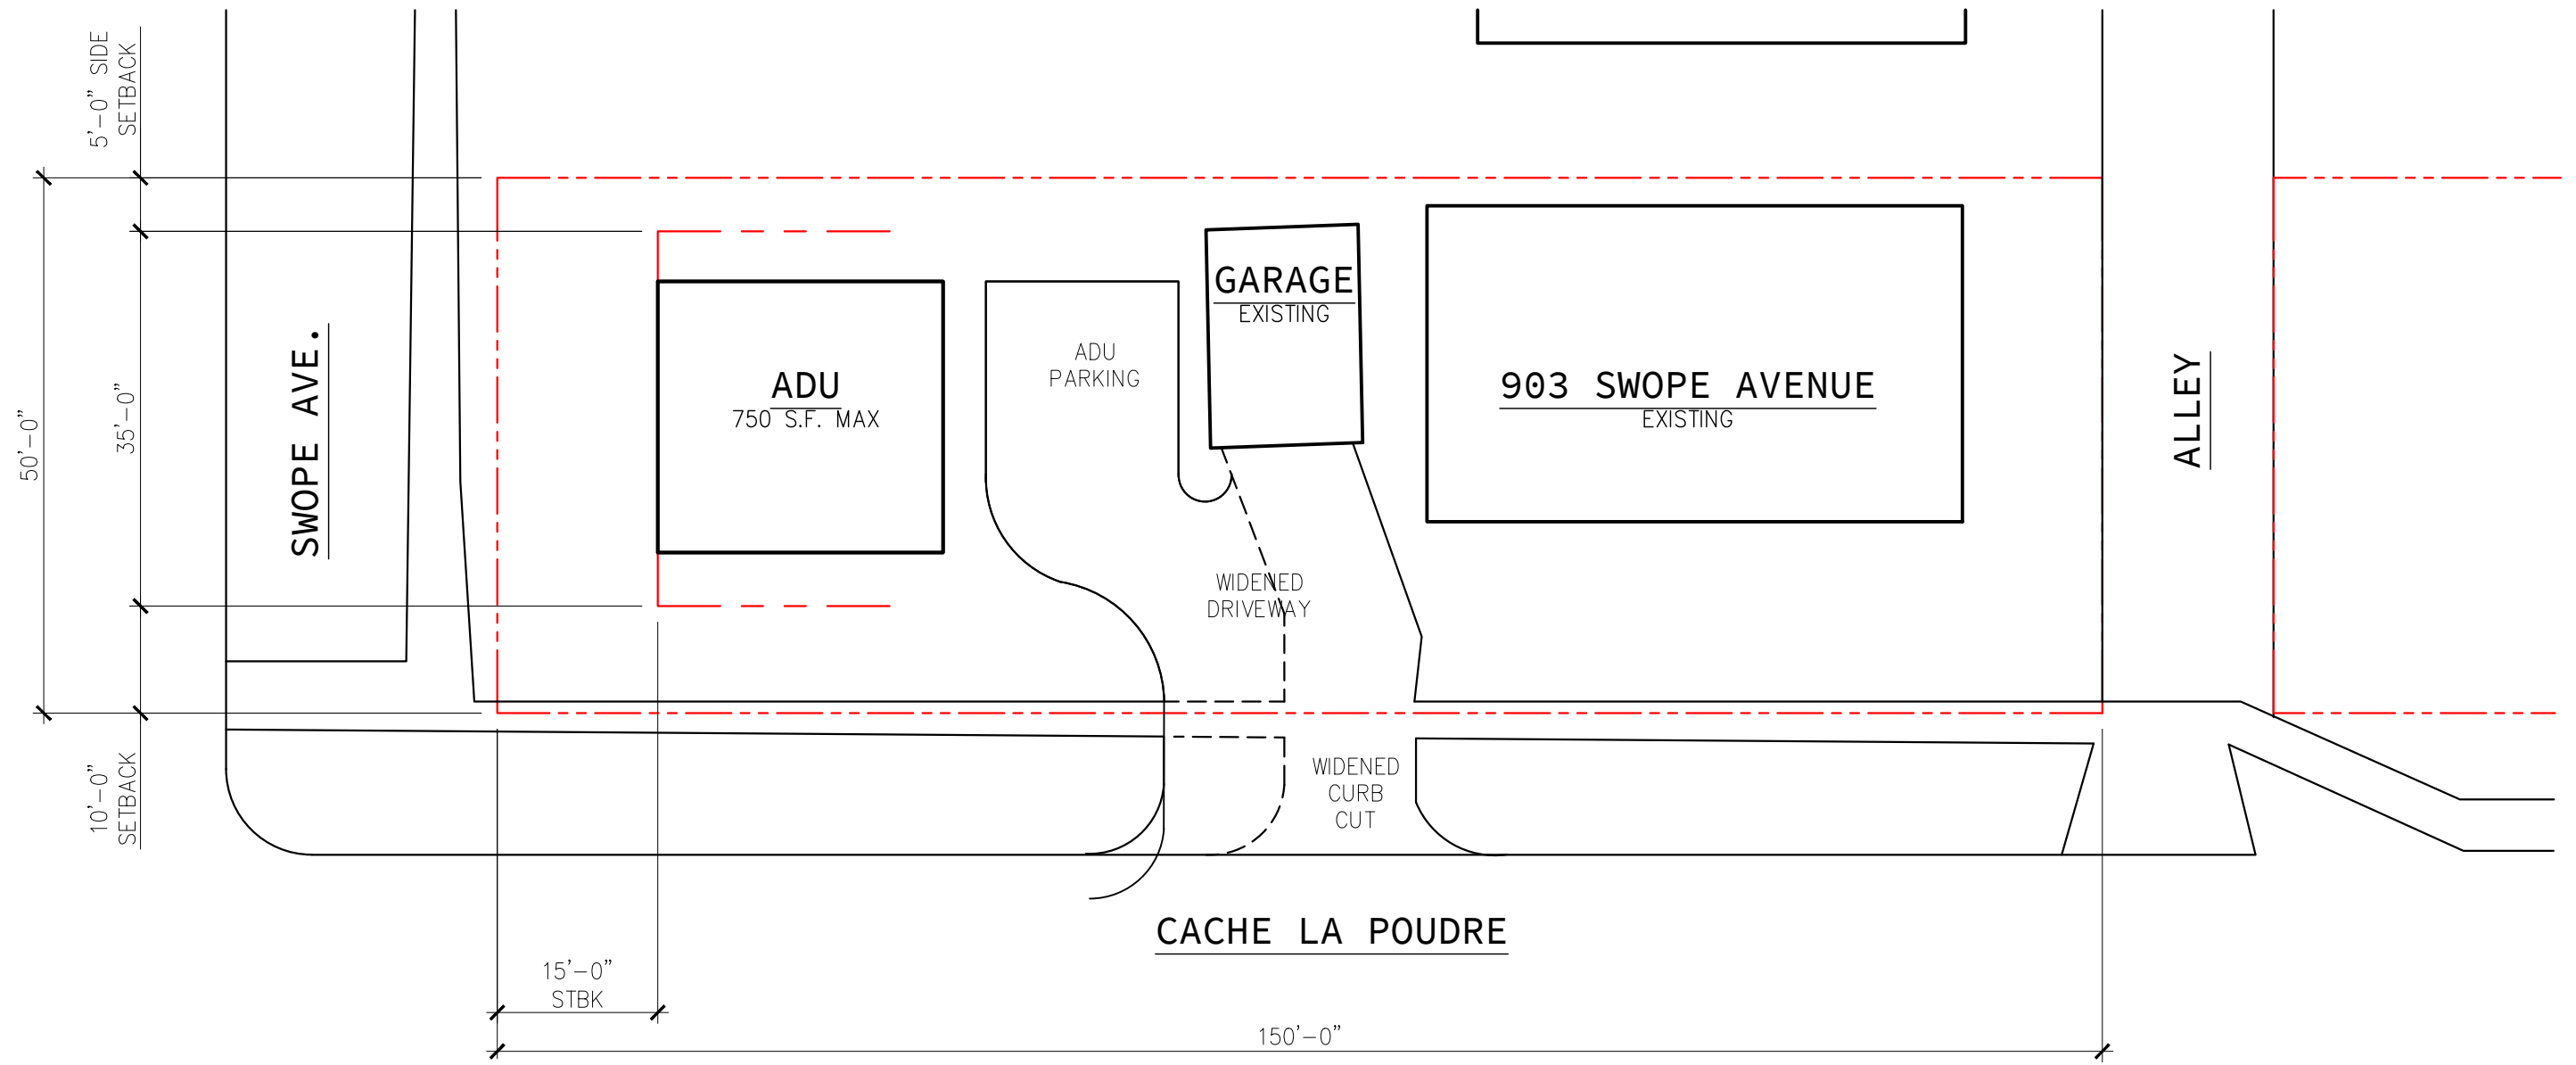 5'-0" SIDE
SETBACK
50'-0"
35'-0"
10'-0"
SETBACK
SWOPE AVE.
ADU
750 S.F. MAX
ADU
PARKING
GARAGE
EXISTING
903 SWOPE AVENUE
EXISTING
ALLEY
WIDENED
DRIVEWAY
WIDENED
CURB
CUT
CACHE LA POUDRE
15'-0"
STBK
150'-0"